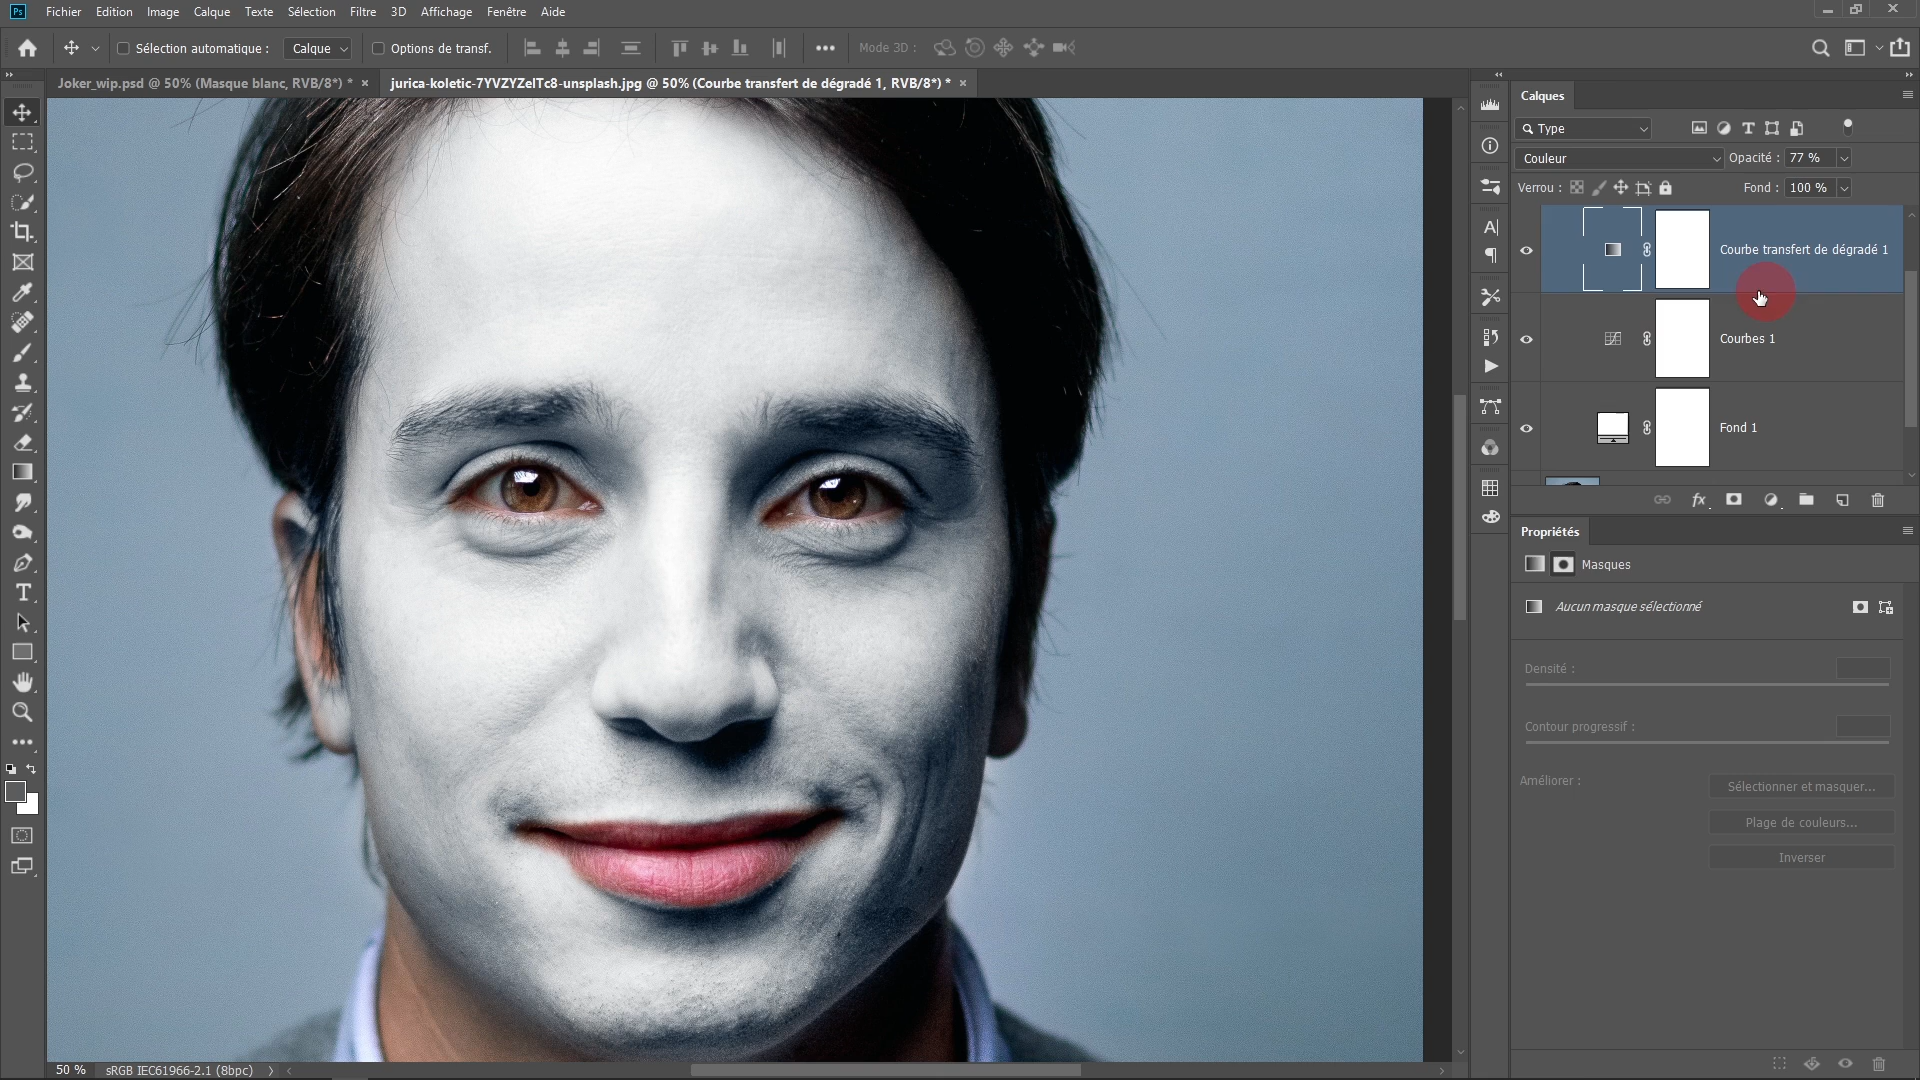 Ps Fichier Edition Image Calque Texte Sélection Filtre 3D Affichage Fenêtre Aide
Sélection automatique : Calque Options de transf. Mode 3D :
Joker_wip.psd @ 50% (Masque blanc, RVB/8*) * × jurica-koletic-7YVZYZeITc8-unsplash.jpg @ 50% (Courbe transfert de dégradé 1, RVB/8*) * ×
Calques
Type
Couleur Opacité : 77 %
Verrou : Fond : 100 %
Courbe transfert de dégradé 1
Courbes 1
Fond 1
fx
Propriétés
Masques
Aucun masque sélectionné
Densité :
Contour progressif :
Améliorer : Sélectionner et masquer...
Plage de couleurs...
Inverser
50 % sRGB IEC61966-2.1 (8bpc)